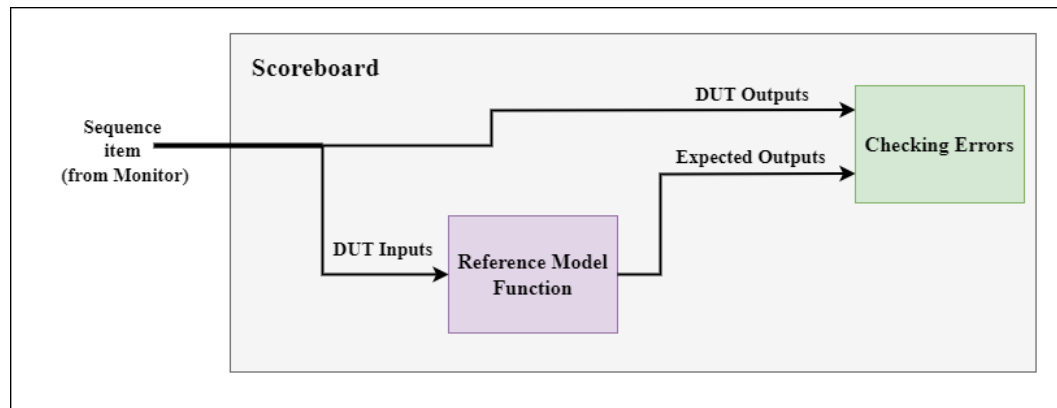 Scoreboard
DUT Outputs
Sequence
item
(from Monitor)
Checking Errors
Expected Outputs
DUT Inputs
Reference Model
Function